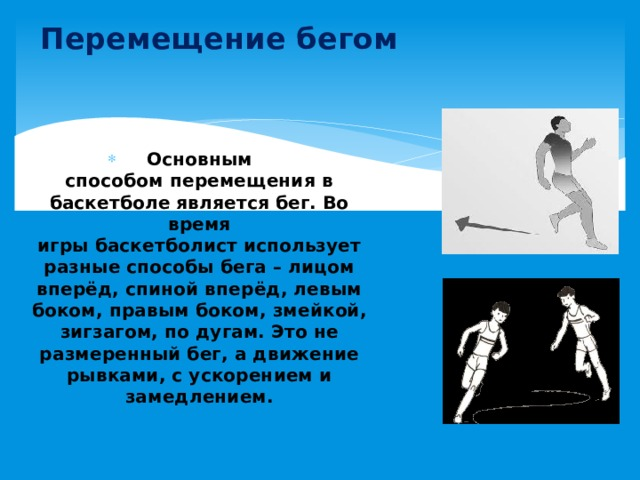 Перемещение бегом
Основным
способом перемещения в
баскетболе является бег. Во
время
игры баскетболист использует
разные способы бега – лицом
вперёд, спиной вперёд, левым
боком, правым боком, змейкой,
зигзагом, по дугам. Это не
размеренный бег, а движение
рывками, с ускорением и
замедлением.